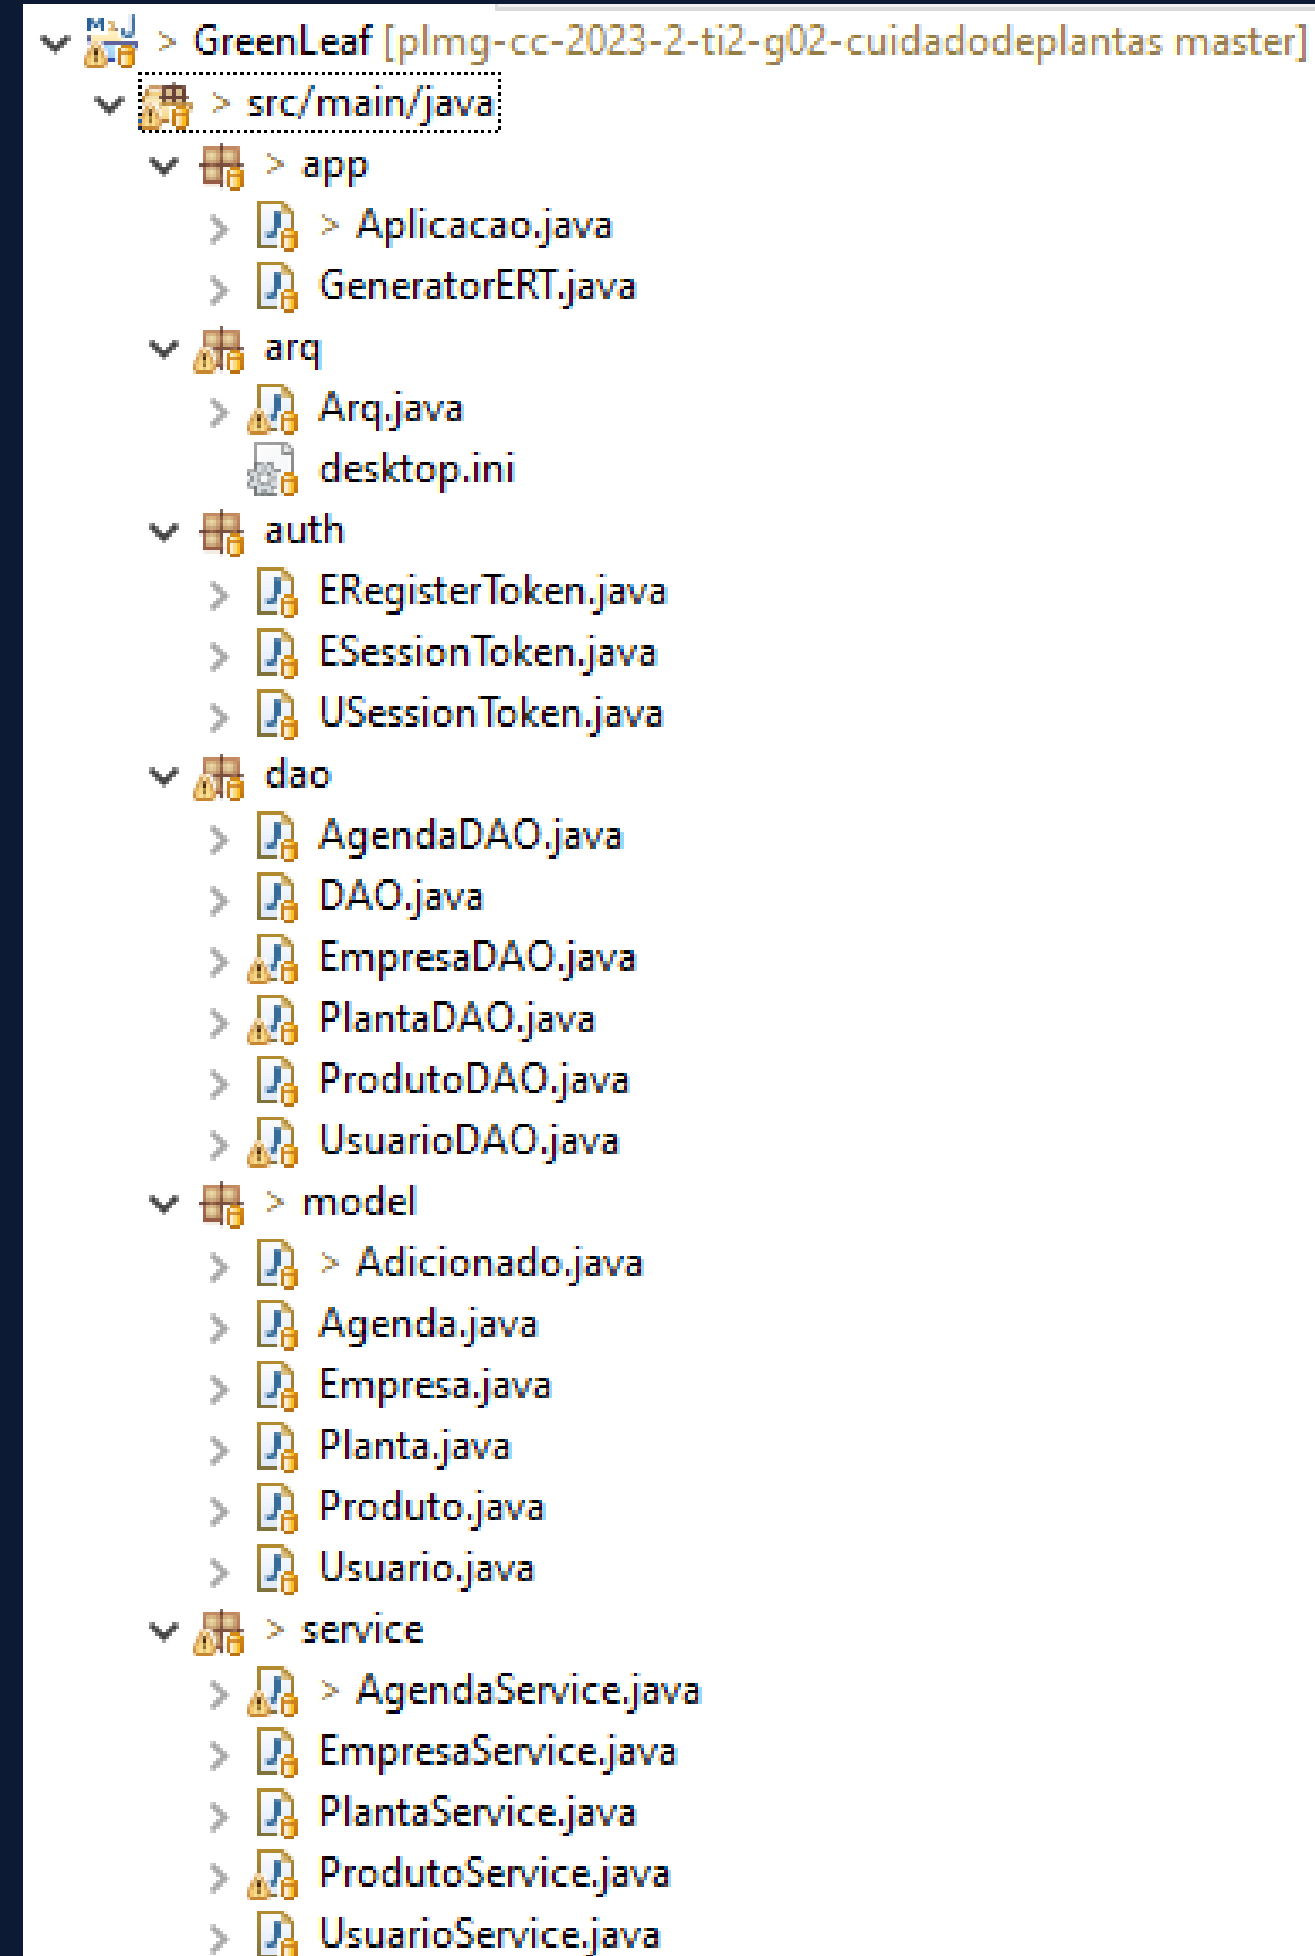 > GreenLeaf [plmg-cc-2023-2-ti2-g02-cuidadodeplantas master]
> src/main/java
> app
> Aplicacao.java
GeneratorERT.java
arq
Arq.java
desktop.ini
auth
ERegisterToken.java
ESessionToken.java
USessionToken.java
dao
AgendaDAO.java
DAO.java
EmpresaDAO.java
PlantaDAO.java
ProdutoDAO.java
UsuarioDAO.java
> model
> Adicionado.java
Agenda.java
Empresa.java
Planta.java
Produto.java
Usuario.java
> service
> AgendaService.java
EmpresaService.java
PlantaService.java
ProdutoService.java
UsuarioService.java